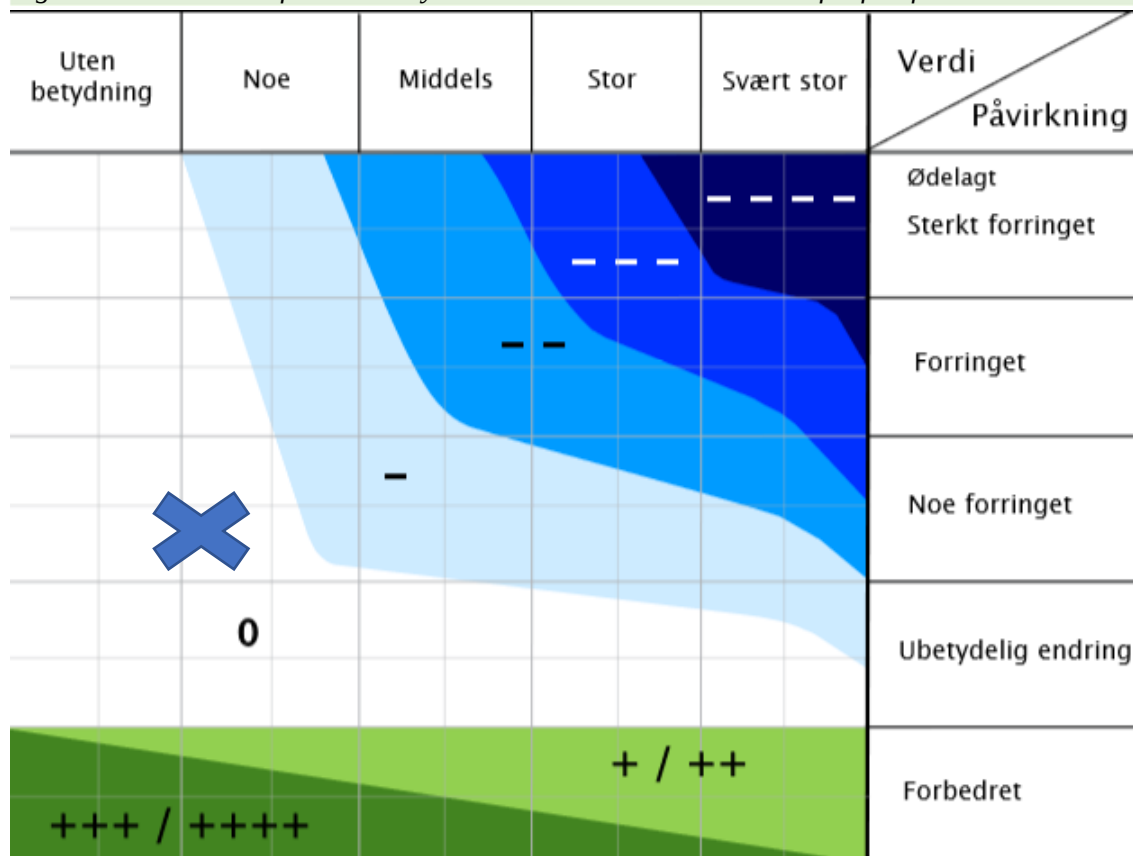 Uten
betydning
Noe
Middels
Stor
Svært stor
Verdi
Påvirkning
Ødelagt
Sterkt forringet
– – – –
– – –
Forringet
– –
Noe forringet
–
Ubetydelig endring
0
Forbedret
+ / ++
+++ / ++++